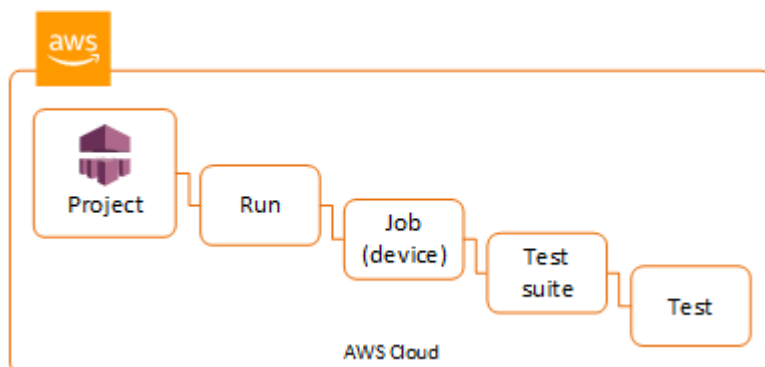 aws
Project
Run
Job
(device)
Test
suite
Test
AWS Cloud